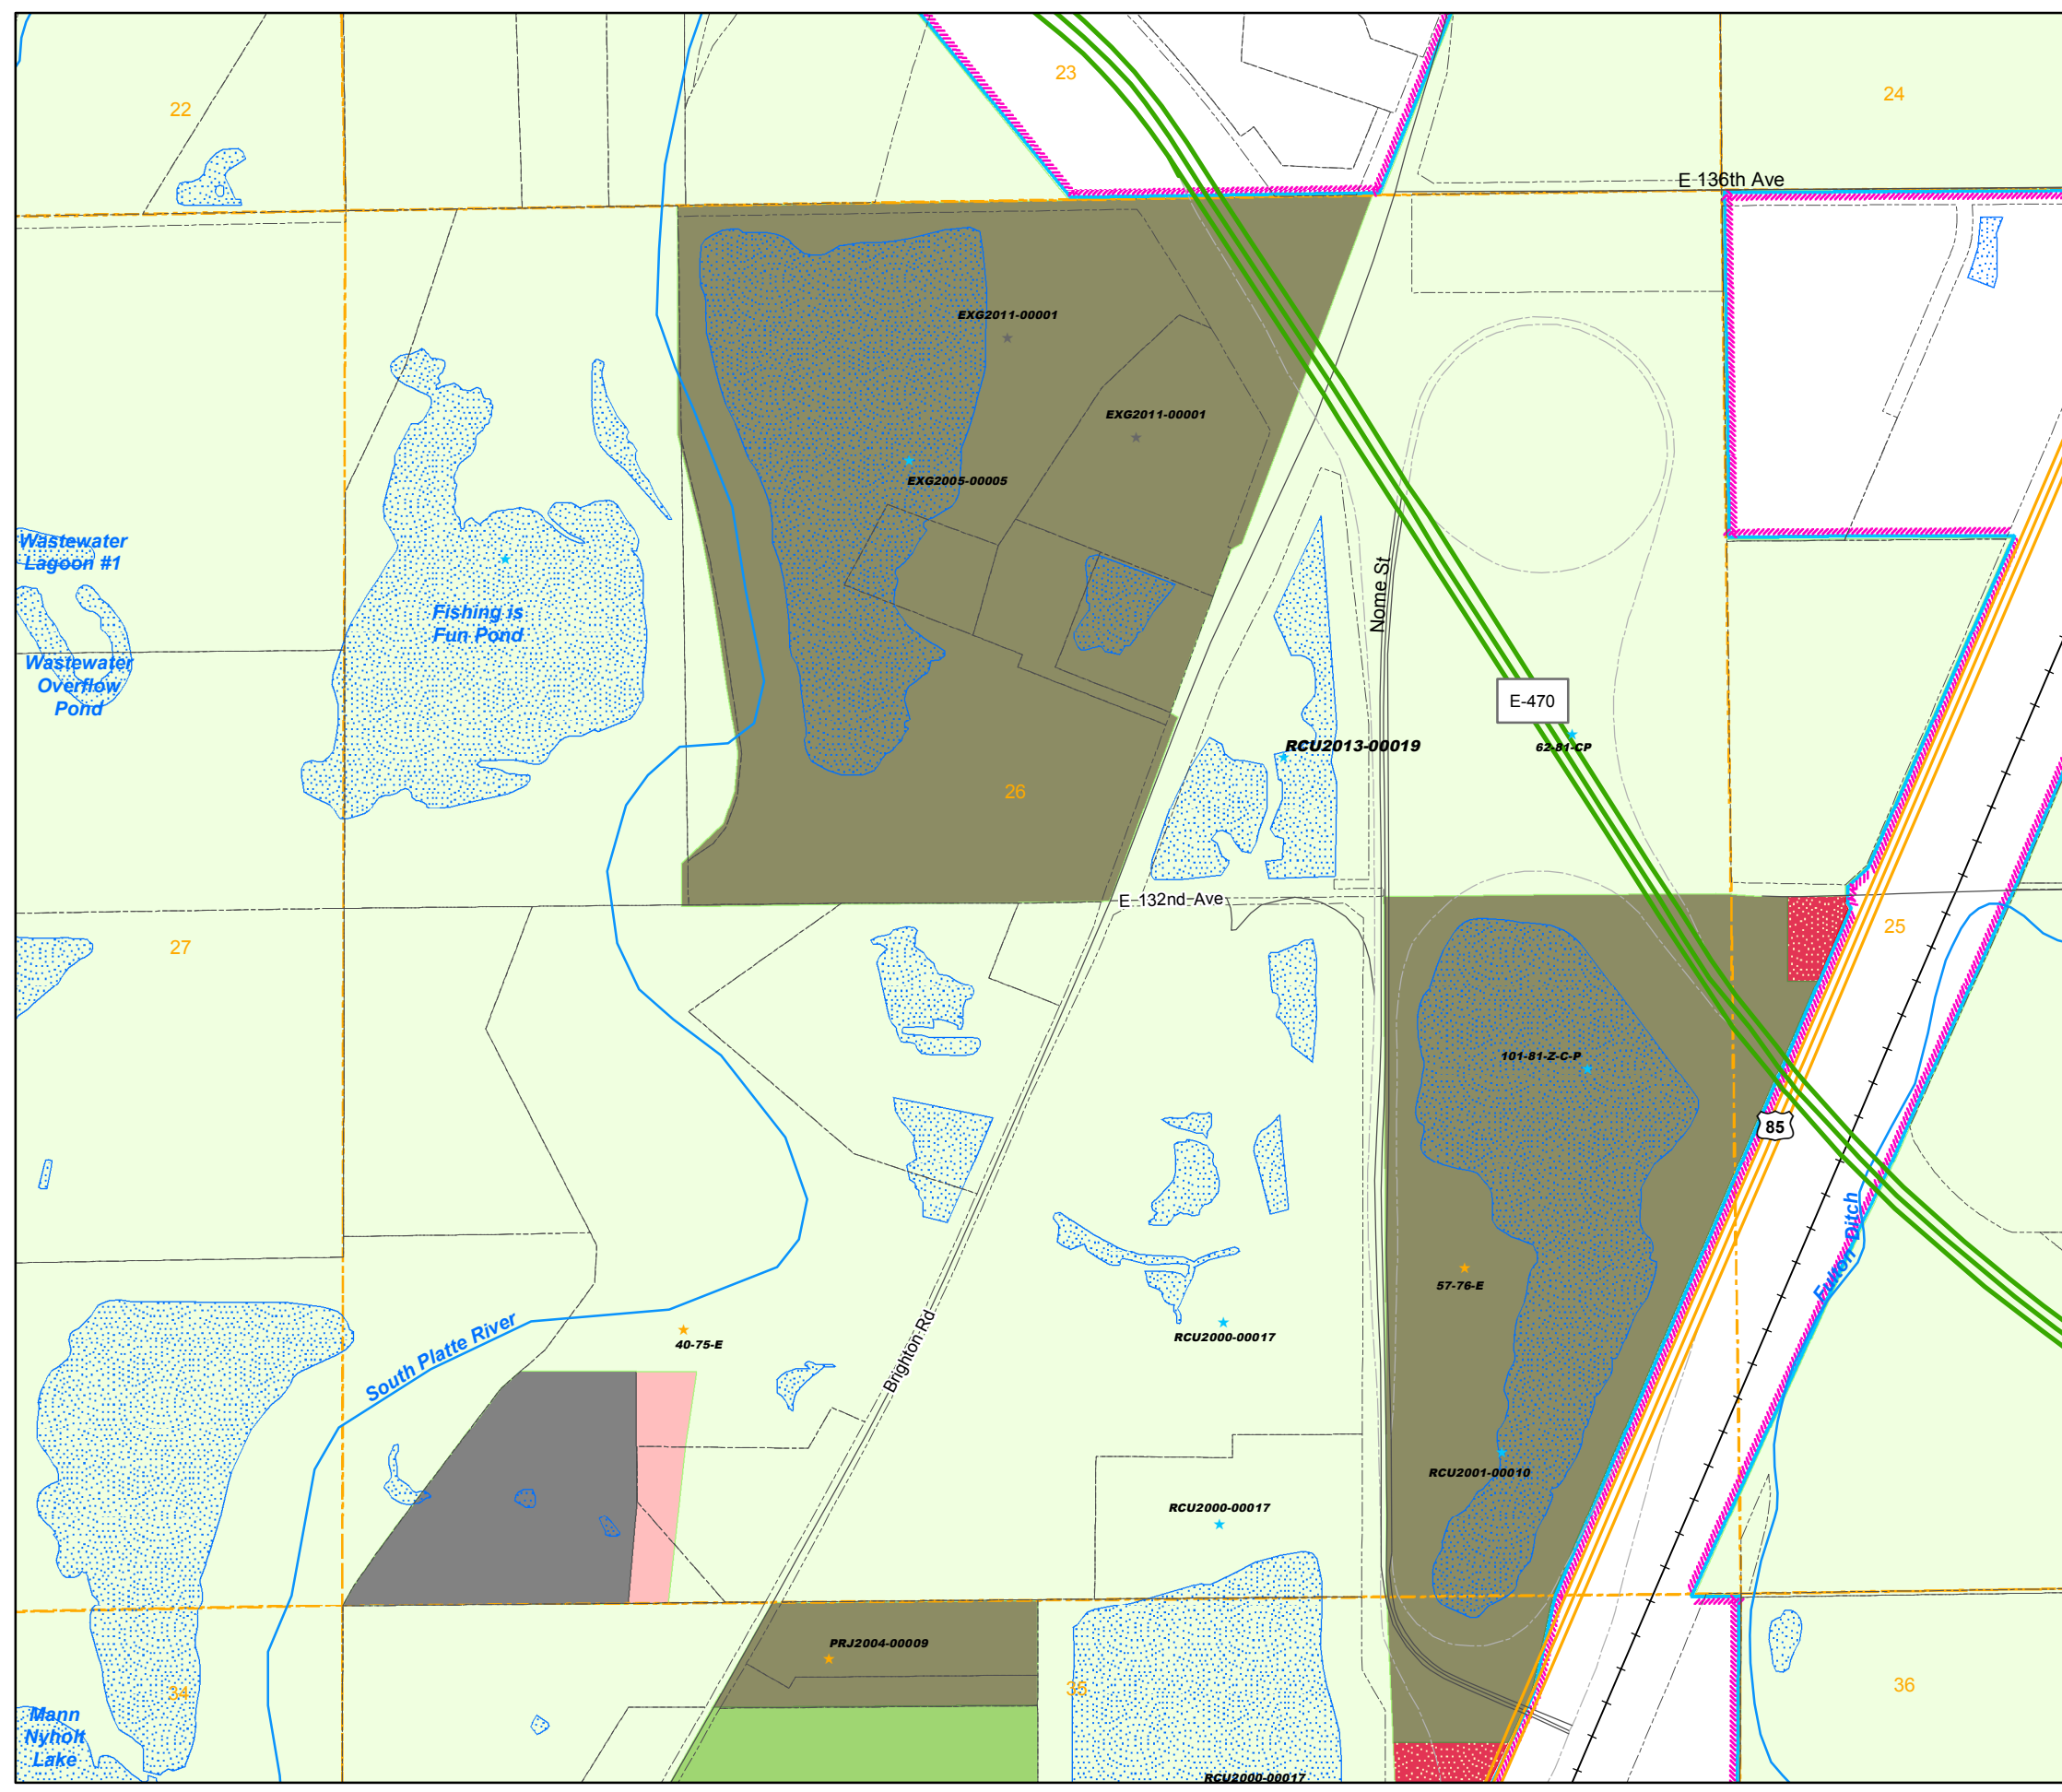 23
24
22
E 136th Ave
EXG2011-00001
EXG2011-00001
EXG2005-00005
Wastewater
Lagoon #1
Fishing is
Fun Pond
Nome St
Wastewater
Overflow
Pond
E-470
RCU2013-00019
62-81-CP
26
E 132nd Ave
25
27
101-81-Z-C-P
85
Fulton Ditch
57-76-E
RCU2000-00017
South Platte River
40-75-E
Brighton Rd
RCU2001-00010
RCU2000-00017
PRJ2004-00009
34
35
36
Mann
Nyholt
Lake
RCU2000-00017